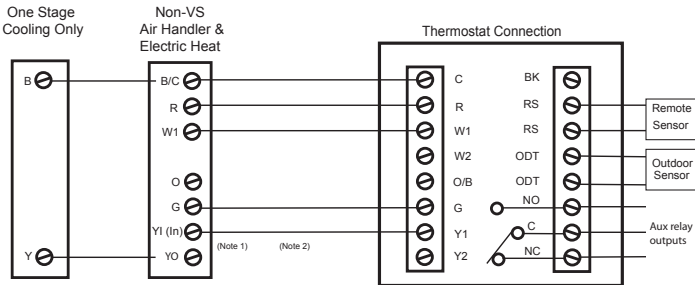 One Stage
Cooling Only
Non-VS
Air Handler &
Electric Heat
Thermostat Connection
B
B/C
C
BK
R
R
RS
Remote
Sensor
W1
W1
RS
W2
ODT
Outdoor
Sensor
O
O/B
ODT
G
G
NO
YI (In)
(Note 1)
(Note 2)
Y1
C
Aux relay
outputs
Y
YO
Y2
NC